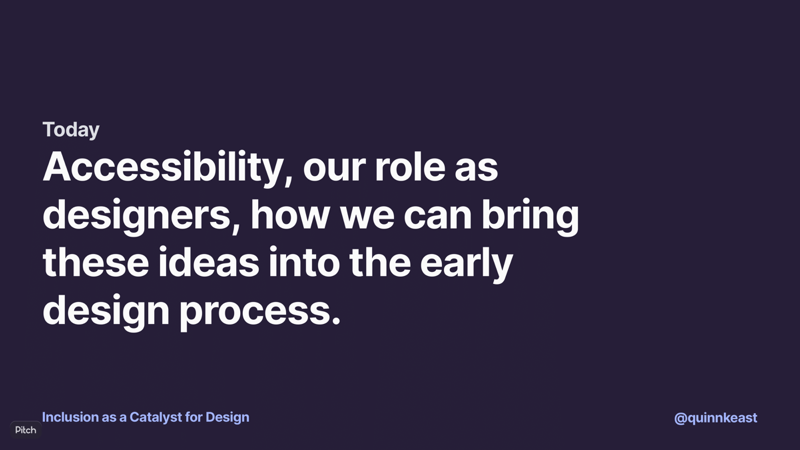 Today
Accessibility, our role as
designers, how we can bring
these ideas into the early
design process.
Inclusion as a Catalyst for Design
@quinnkeast
Pitch